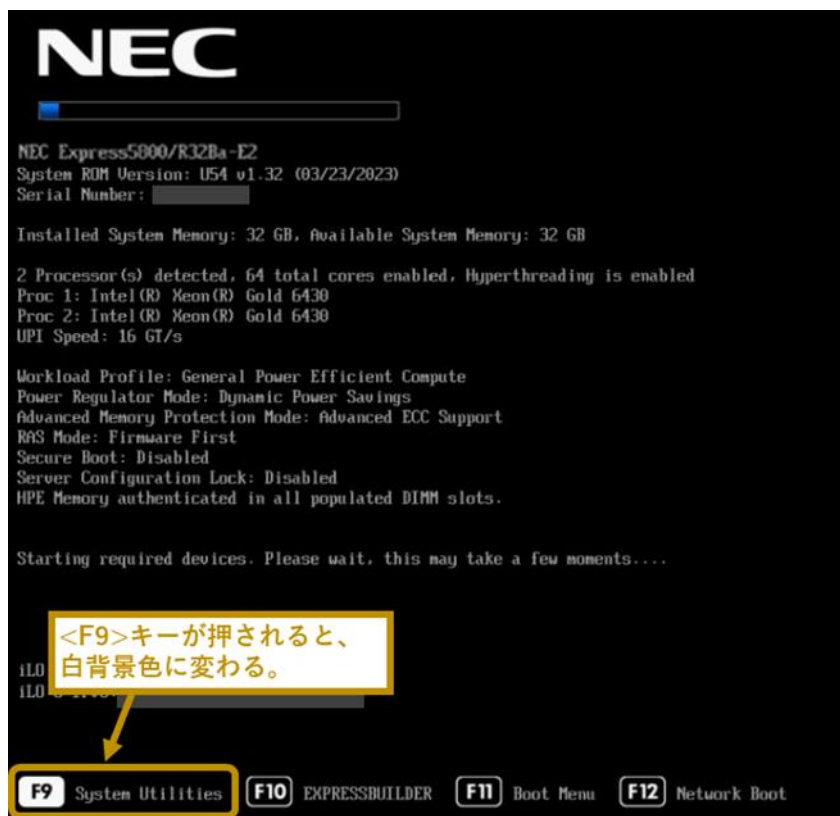 NEC
NEC Express5800/R32Ba-E2
System ROM Version: U54 v1.32 (03/23/2023)
Serial Number:
Installed System Memory: 32 GB, Available System Memory: 32 GB
2 Processor(s) detected, 64 total cores enabled, Hyperthreading is enabled
Proc 1: Intel(R) Xeon(R) Gold 6430
Proc 2: Intel(R) Xeon(R) Gold 6430
UPI Speed: 16 GT/s
Workload Profile: General Power Efficient Compute
Power Regulator Mode: Dynamic Power Savings
Advanced Memory Protection Mode: Advanced ECC Support
RAS Mode: Firmware First
Secure Boot: Disabled
Server Configuration Lock: Disabled
HPE Memory authenticated in all populated DIMM slots.
Starting required devices. Please wait, this may take a few moments....
<F9>キーが押されると、
白背景色に変わる。
iLO
iLO
F9 System Utilities F10 EXPRESSBUILDER F11 Boot Menu F12 Network Boot